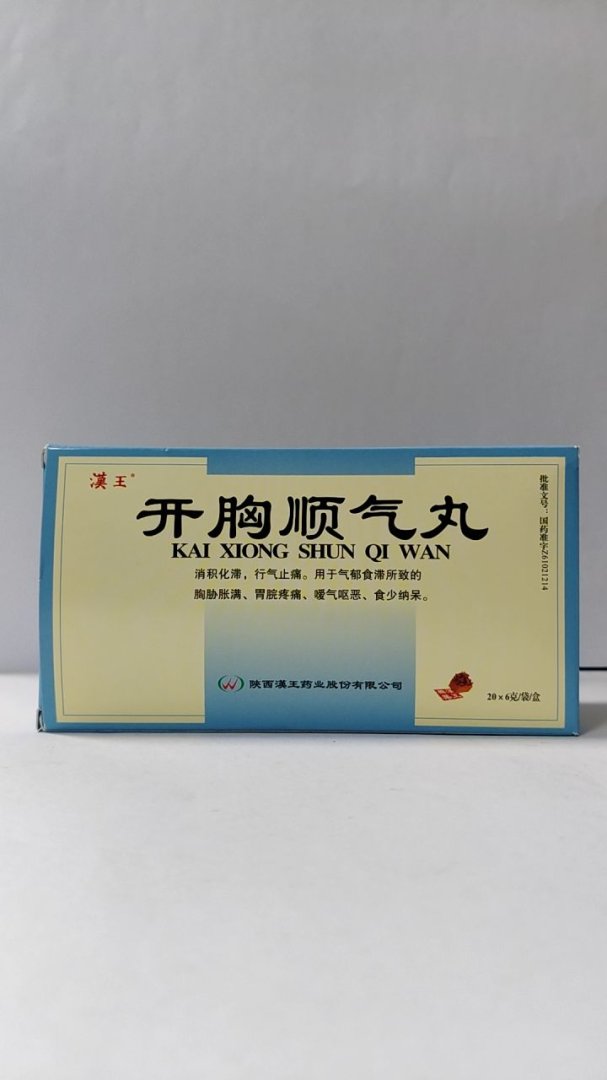 漢王®
开胸顺气丸
KAI XIONG SHUN QI WAN
消积化滞，行气止痛。用于气郁食滞所致的
胸胁胀满、胃脘疼痛、嗳气呕恶、食少纳呆。
陕西漢王药业股份有限公司
20×6克/袋/盒
批准文号：国药准字Z61021214